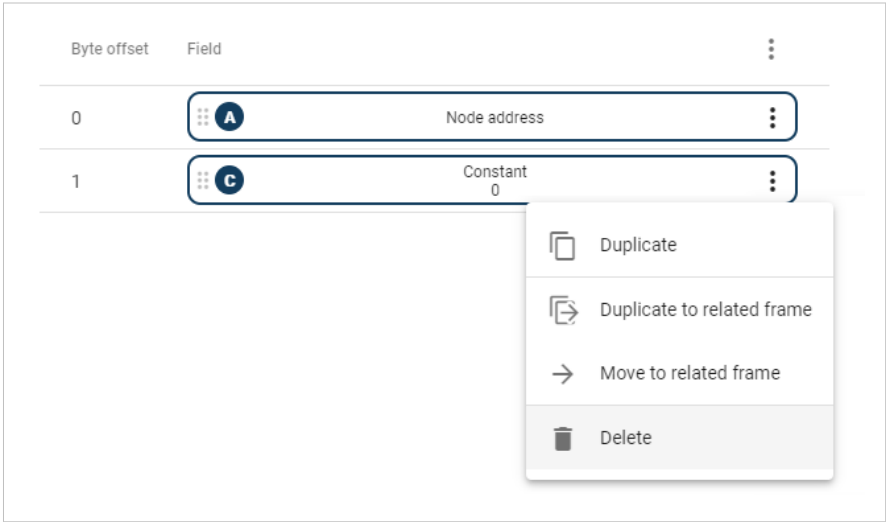 Byte offset Field
0 A Node address
1 C Constant
0
Duplicate
Duplicate to related frame
Move to related frame
Delete